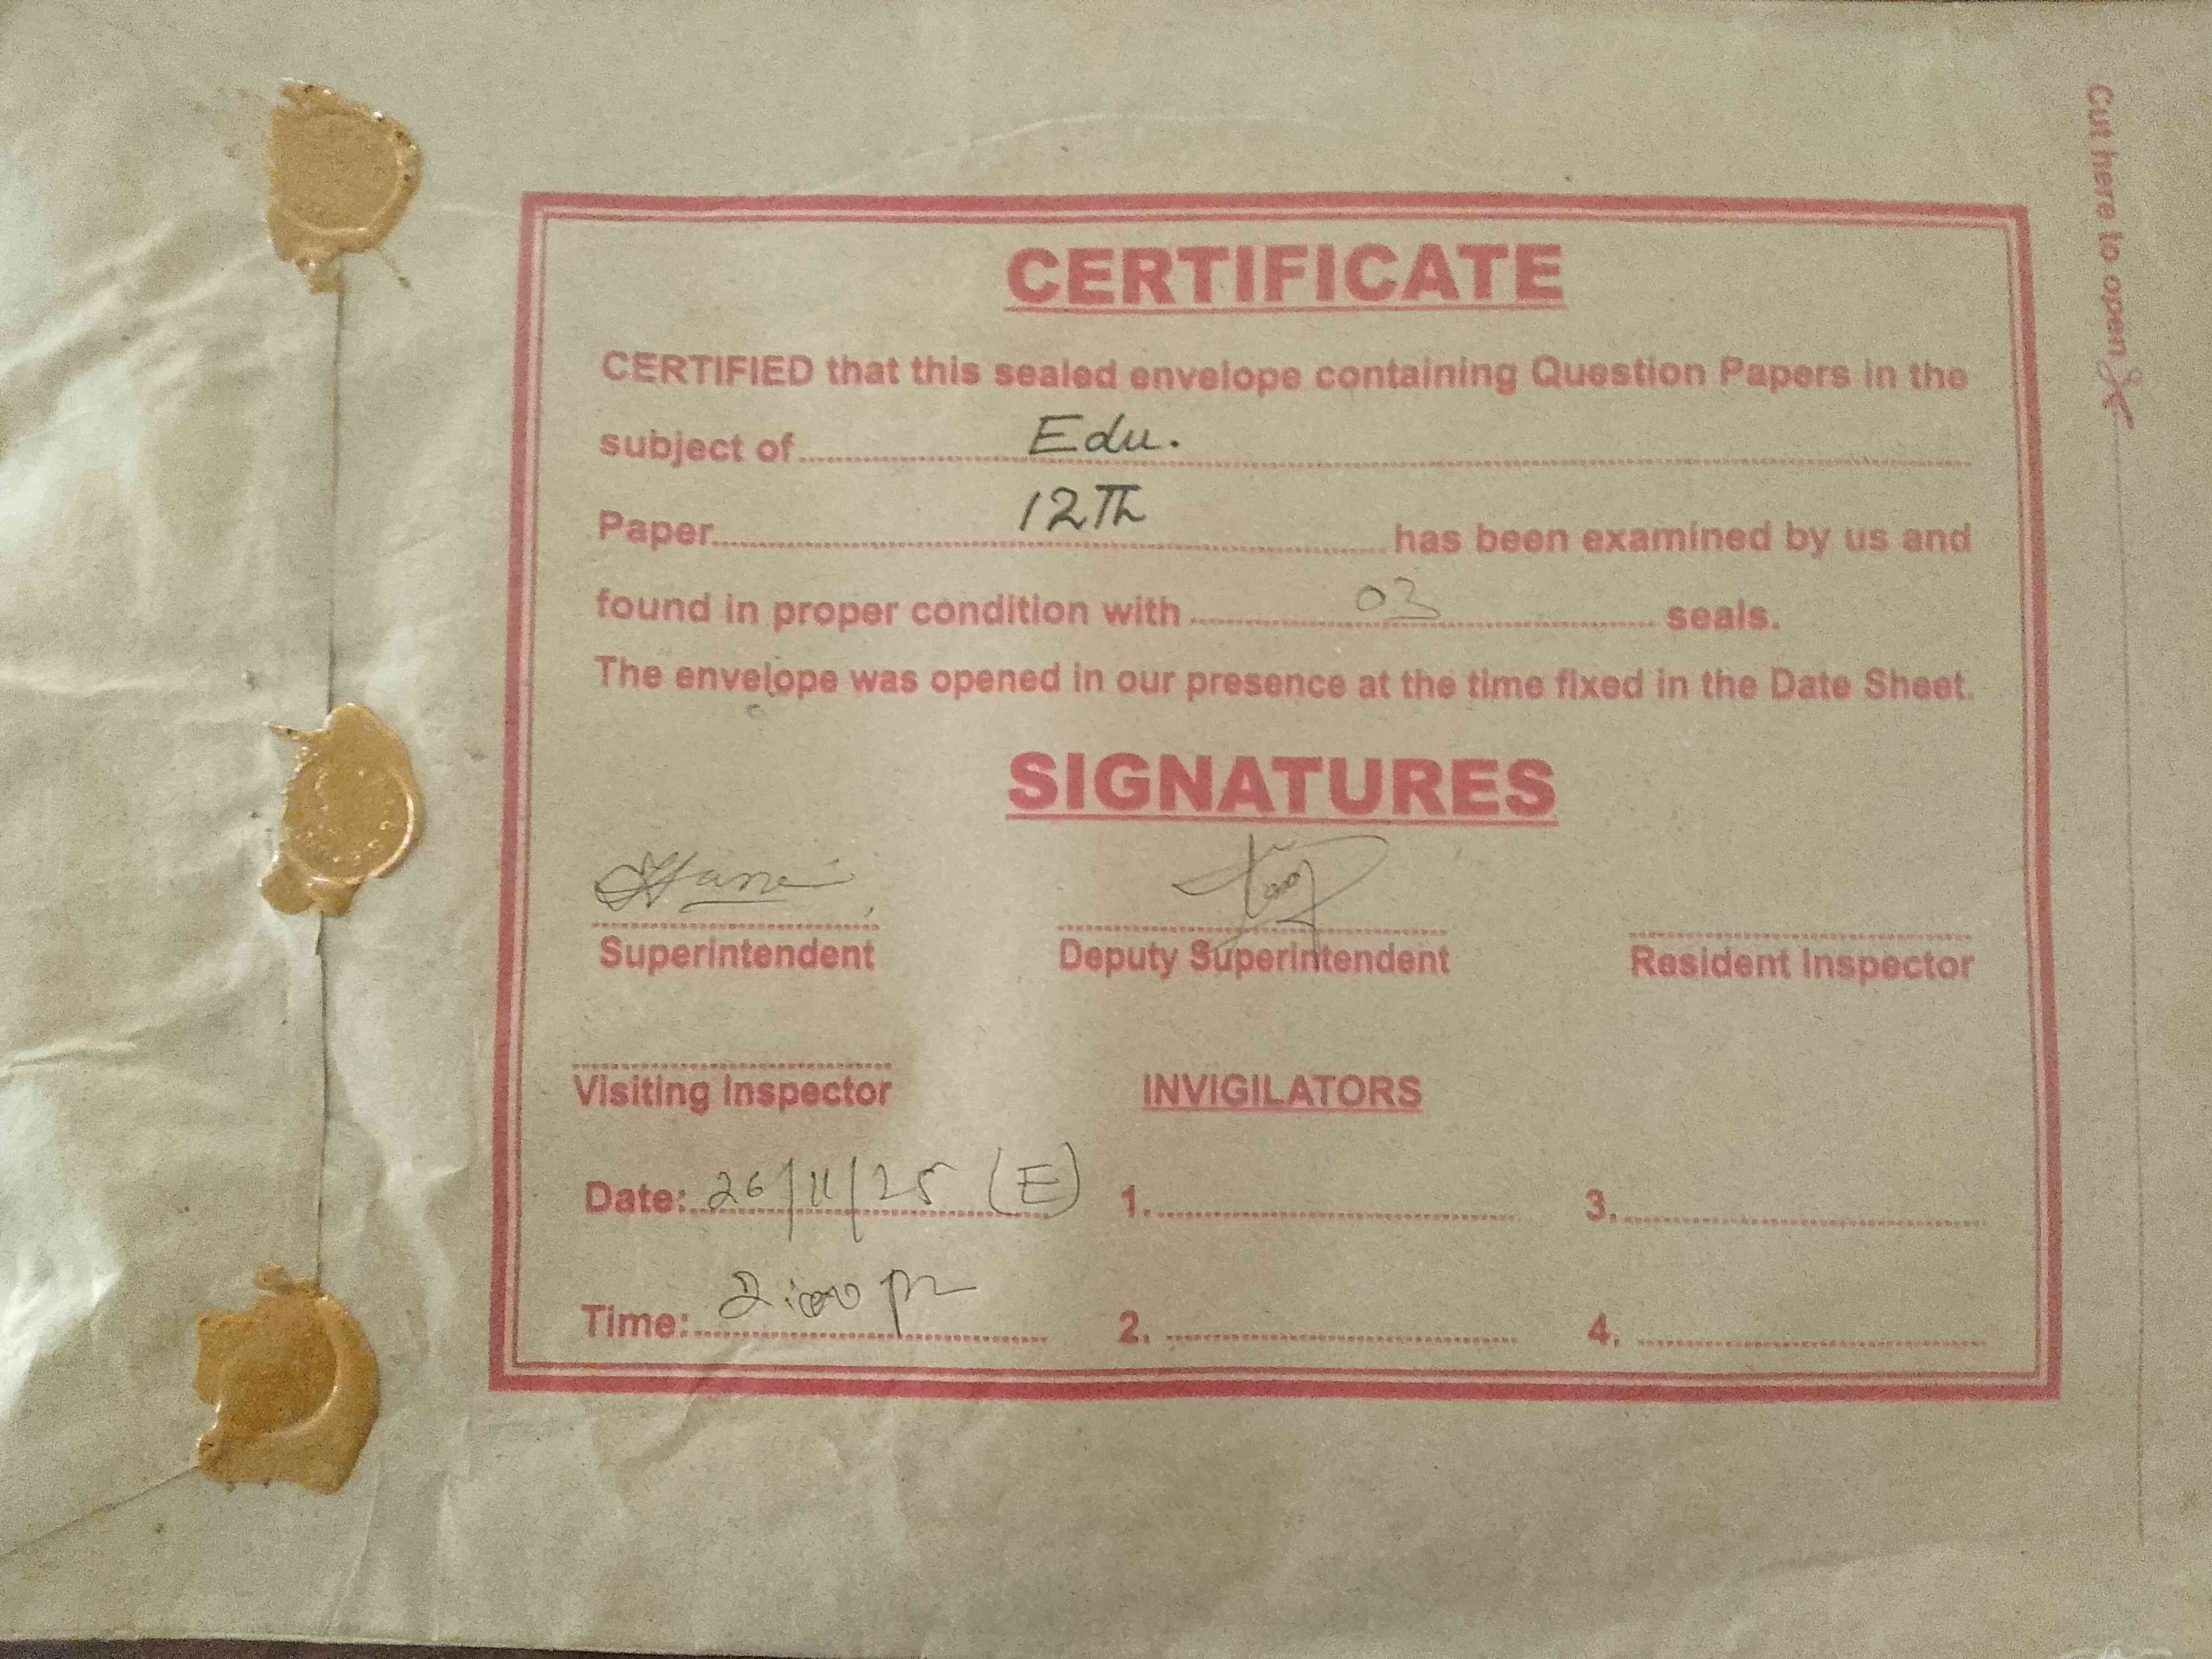 Cut here to open
CERTIFICATE
CERTIFIED that this sealed envelope containing Question Papers in the
subject of Edu.
Paper 12Th has been examined by us and
found in proper condition with 03 seals.
The envelope was opened in our presence at the time fixed in the Date Sheet.
SIGNATURES
Superintendent Deputy Superintendent Resident Inspector
Visiting Inspector INVIGILATORS
Date: 26/11/25 (E) 1. 3.
Time: 2:00 pm 2. 4.